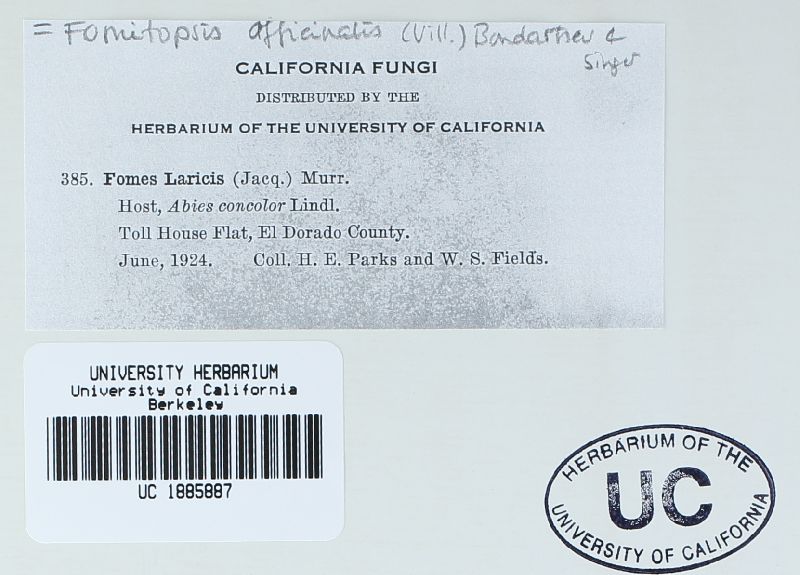 = Fomitopsis officinalis (Vill.) Bondartsev &
Singer
CALIFORNIA FUNGI
DISTRIBUTED BY THE
HERBARIUM OF THE UNIVERSITY OF CALIFORNIA
385. Fomes Laricis (Jacq.) Murr.
Host, Abies concolor Lindl.
Toll House Flat, El Dorado County.
June, 1924. Coll. H. E. Parks and W. S. Fields.
UNIVERSITY HERBARIUM
University of California
Berkeley
UC 1885887
HERBARIUM OF THE
UC
UNIVERSITY OF CALIFORNIA